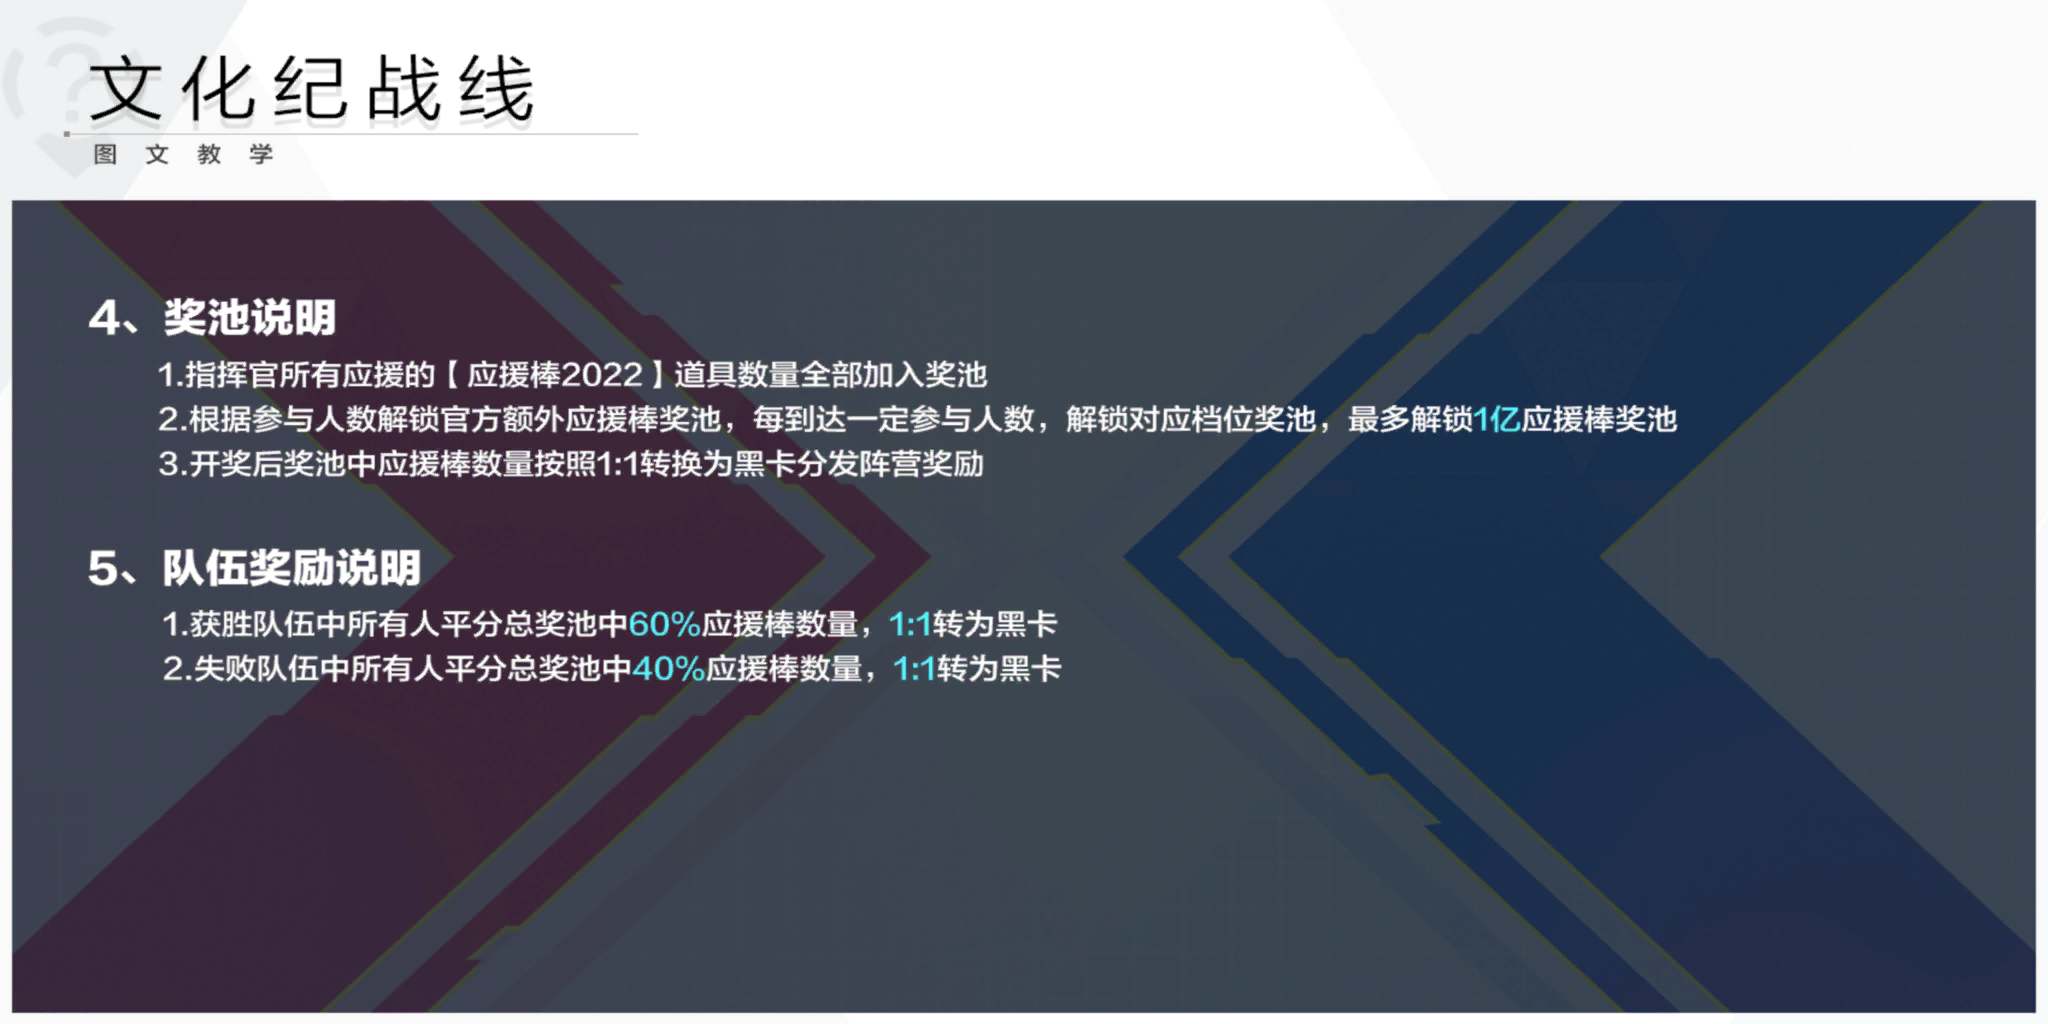 文化纪战线
图文教学
4、奖池说明
1.指挥官所有应援的【应援棒2022】道具数量全部加入奖池
2.根据参与人数解锁官方额外应援棒奖池，每到达一定参与人数，解锁对应档位奖池，最多解锁1亿应援棒奖池
3.开奖后奖池中应援棒数量按照1:1转换为黑卡分发阵营奖励
5、队伍奖励说明
1.获胜队伍中所有人平分总奖池中60%应援棒数量，1:1转为黑卡
2.失败队伍中所有人平分总奖池中40%应援棒数量，1:1转为黑卡